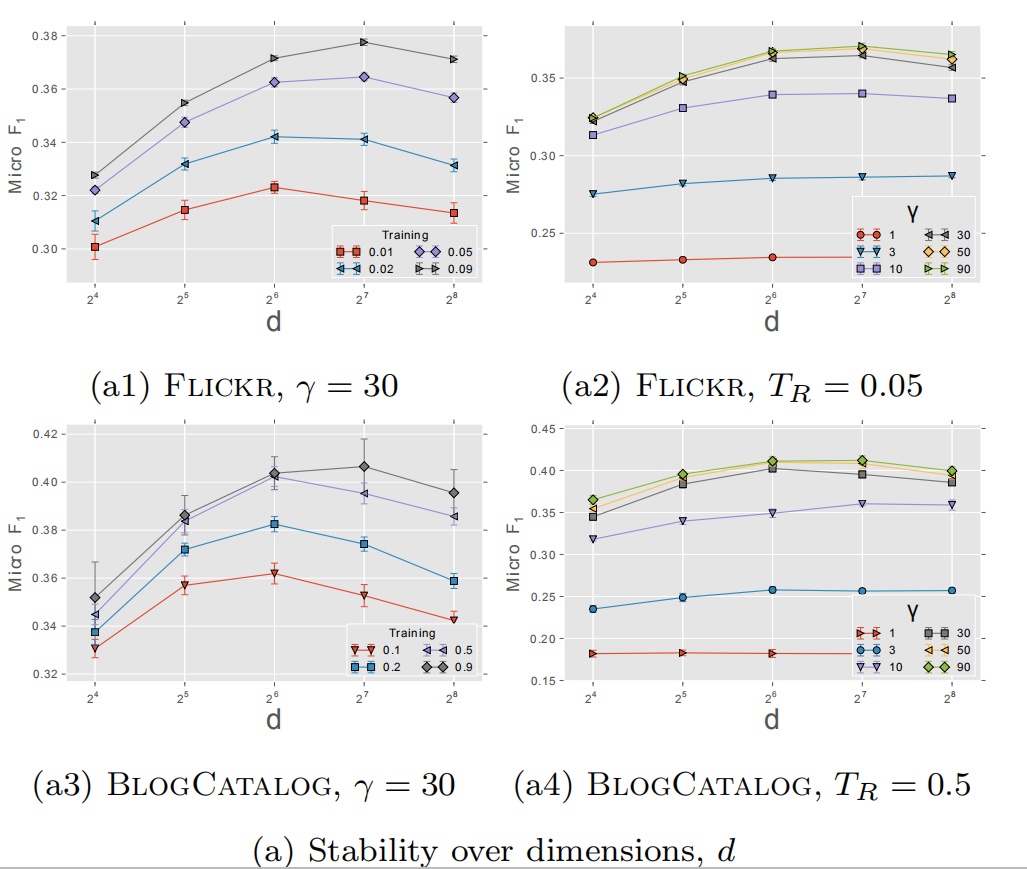 0.38
0.36
0.34
0.32
0.30
Micro F1
2^4 2^5 2^6 2^7 2^8
d
Training
0.01 0.05
0.02 0.09
(a1) FLICKR, γ = 30
0.35
0.30
0.25
Micro F1
2^4 2^5 2^6 2^7 2^8
d
γ
1 30
3 50
10 90
(a2) FLICKR, T_R = 0.05
0.42
0.40
0.38
0.36
0.34
0.32
Micro F1
2^4 2^5 2^6 2^7 2^8
d
Training
0.1 0.5
0.2 0.9
(a3) BLOGCATALOG, γ = 30
0.45
0.40
0.35
0.30
0.25
0.20
0.15
Micro F1
2^4 2^5 2^6 2^7 2^8
d
γ
1 30
3 50
10 90
(a4) BLOGCATALOG, T_R = 0.5
(a) Stability over dimensions, d